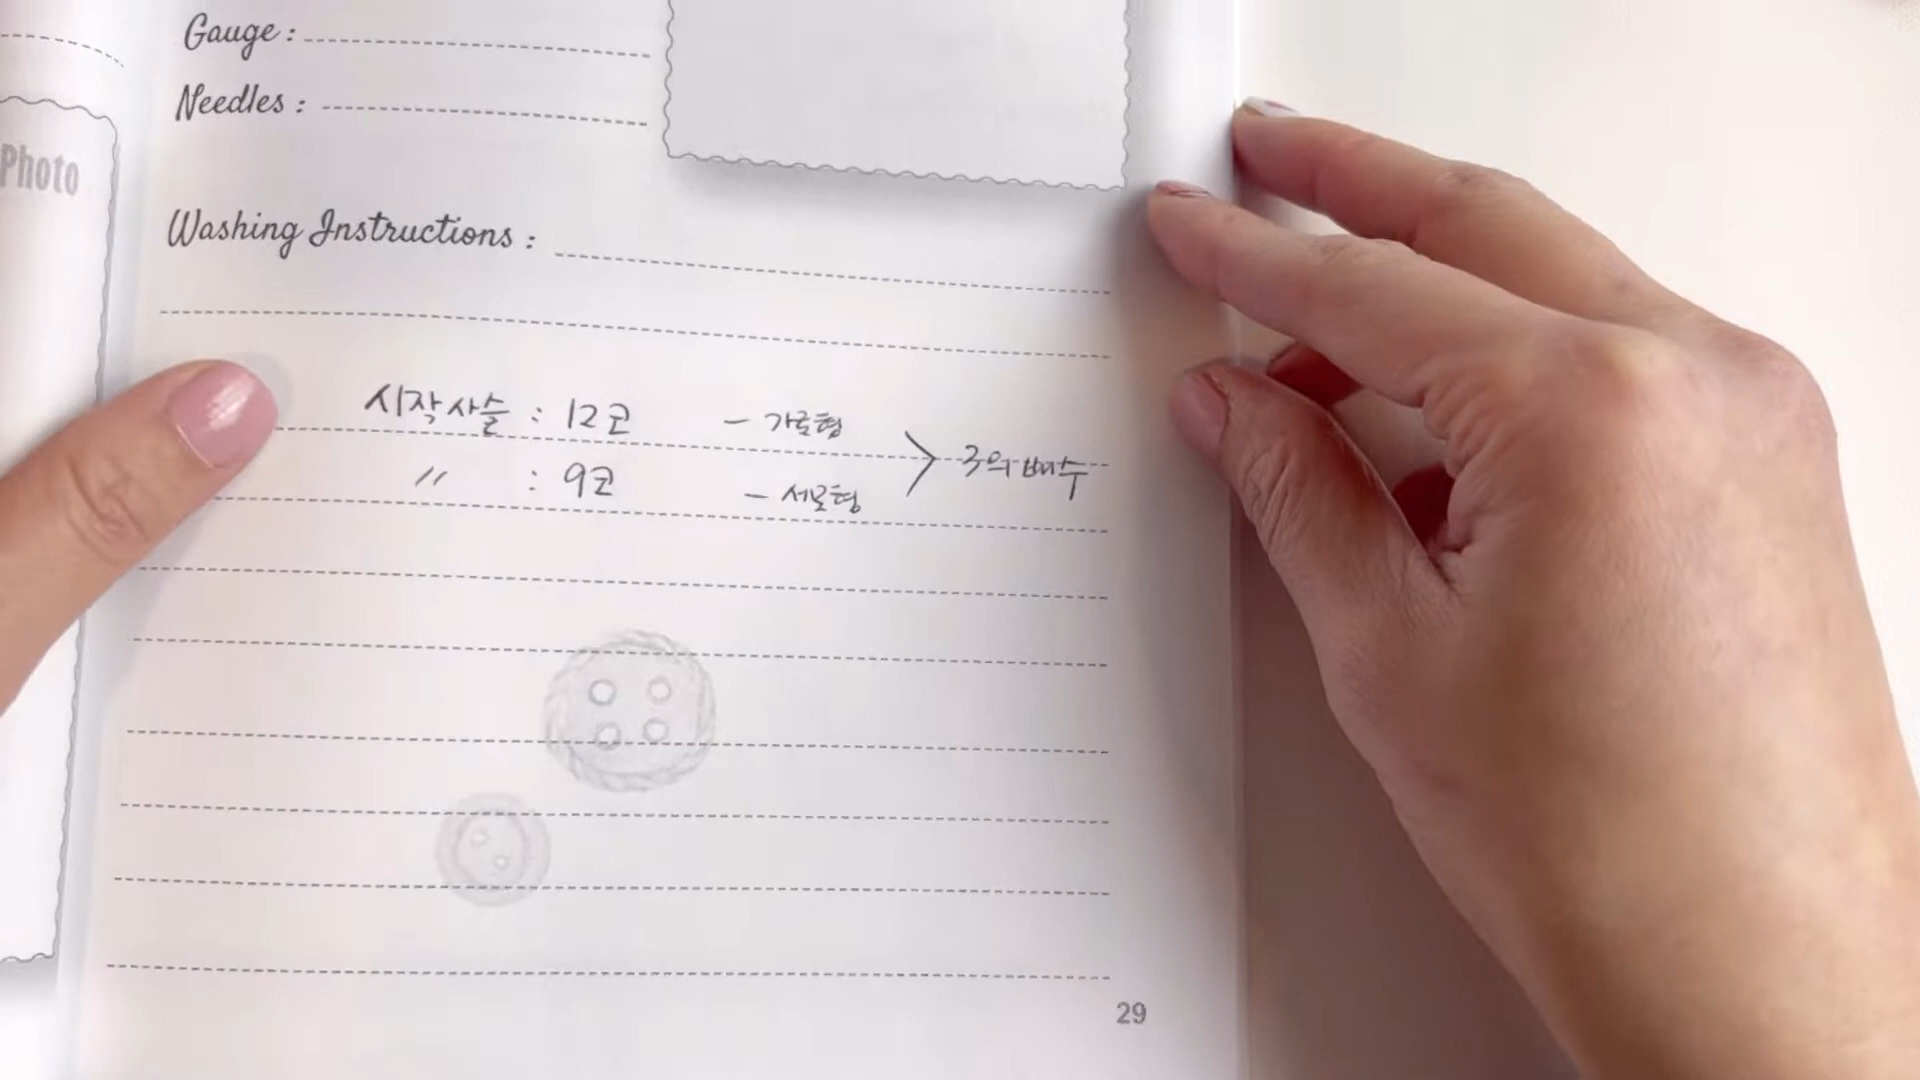 Gauge :
Needles :
Photo
Washing Instructions :
시작사슬 : 12코 - 가로형
〃 : 9코 - 세로형
> 3의 배수
29